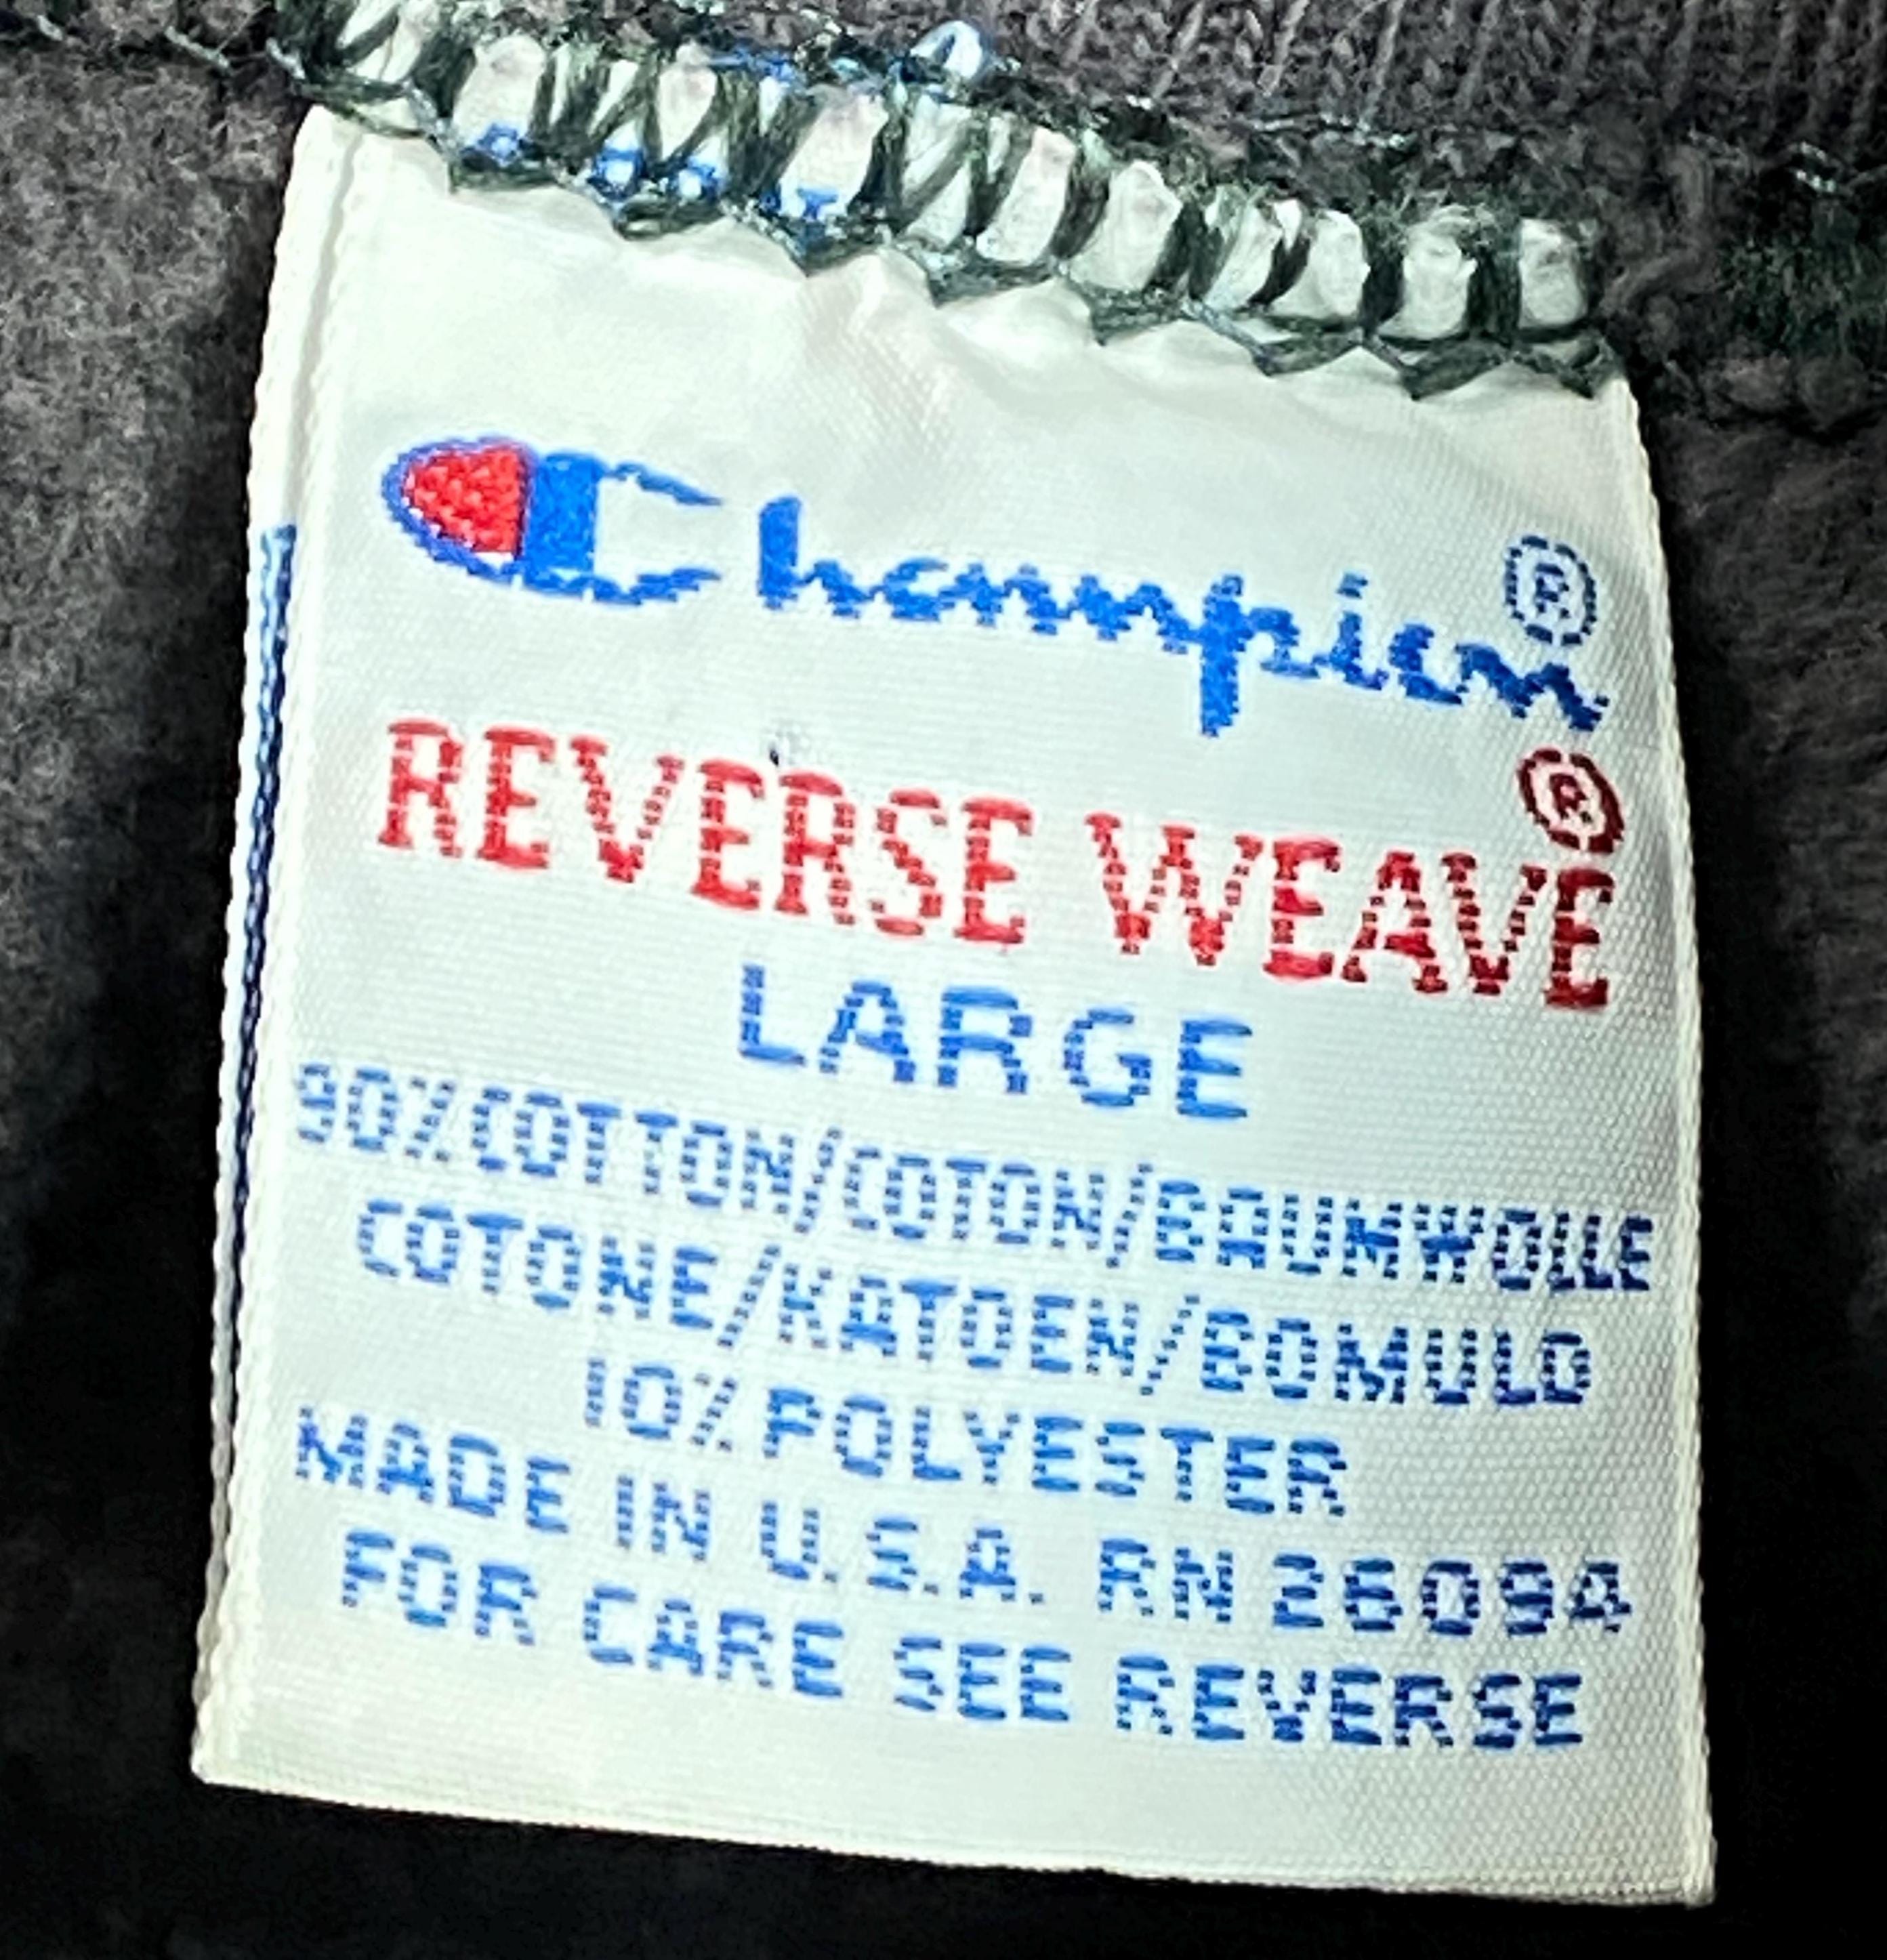 Champion®
REVERSE WEAVE®
LARGE
90% COTTON/COTON/BAUMWOLLE
COTONE/KATOEN/BOMULD
10% POLYESTER
MADE IN U.S.A. RN 26094
FOR CARE SEE REVERSE